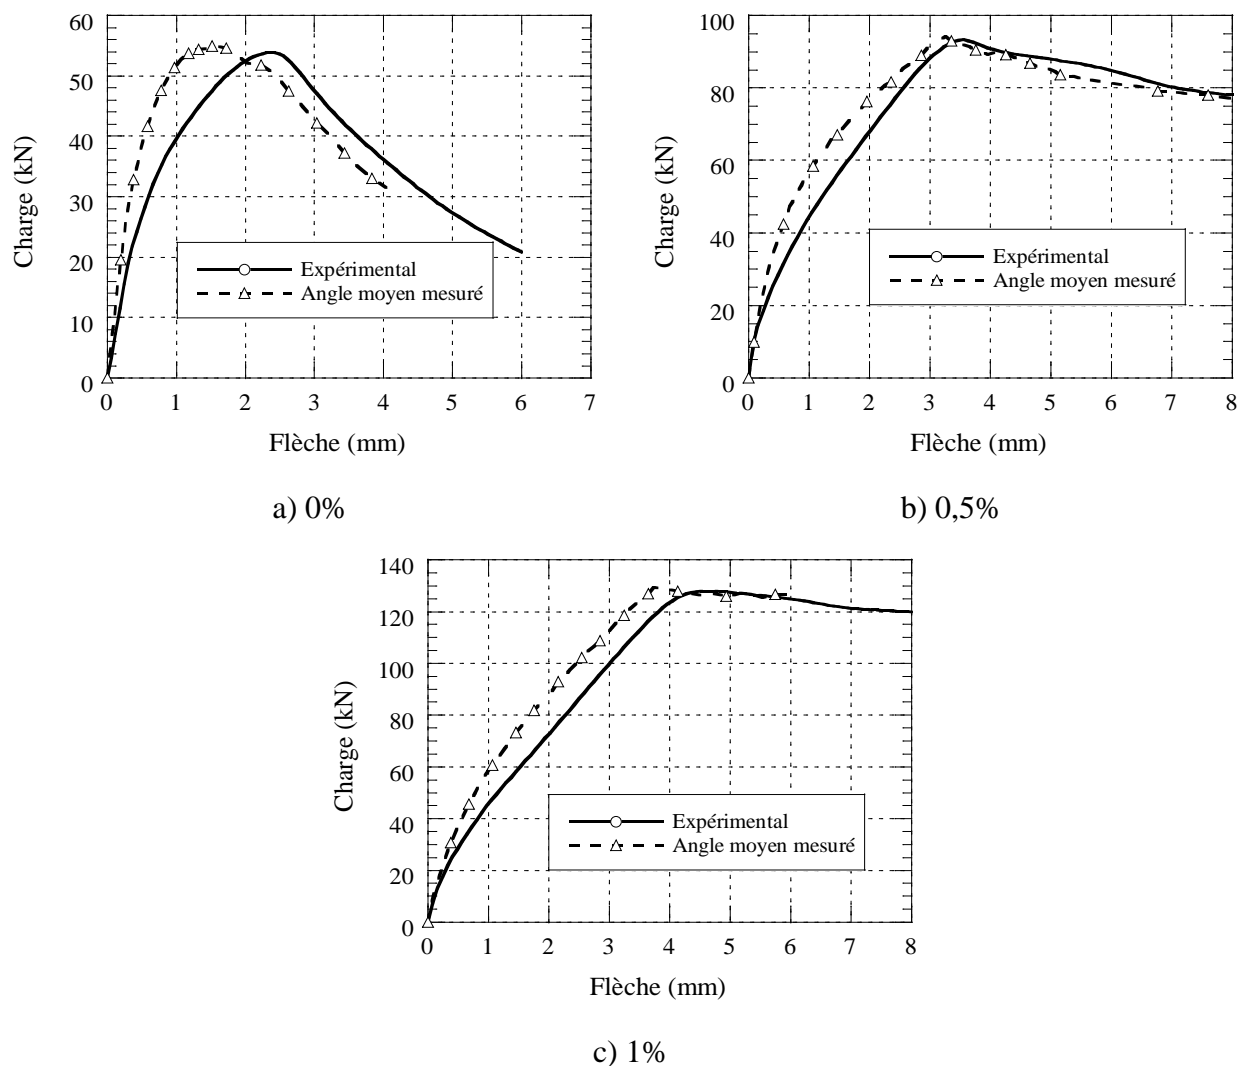 60
50
40
30
20
10
0
Charge (kN)
Expérimental
Angle moyen mesuré
0 1 2 3 4 5 6 7
Flèche (mm)
a) 0%
100
80
60
40
20
0
Charge (kN)
Expérimental
Angle moyen mesuré
0 1 2 3 4 5 6 7 8
Flèche (mm)
b) 0,5%
140
120
100
80
60
40
20
0
Charge (kN)
Expérimental
Angle moyen mesuré
0 1 2 3 4 5 6 7 8
Flèche (mm)
c) 1%